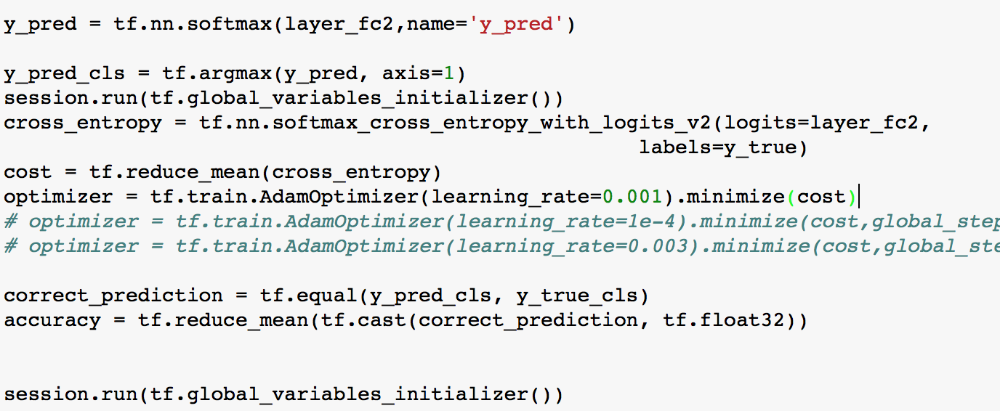 y_pred = tf.nn.softmax(layer_fc2,name='y_pred')
y_pred_cls = tf.argmax(y_pred, axis=1)
session.run(tf.global_variables_initializer())
cross_entropy = tf.nn.softmax_cross_entropy_with_logits_v2(logits=layer_fc2,
labels=y_true)
cost = tf.reduce_mean(cross_entropy)
optimizer = tf.train.AdamOptimizer(learning_rate=0.001).minimize(cost)
# optimizer = tf.train.AdamOptimizer(learning_rate=1e-4).minimize(cost,global_step
# optimizer = tf.train.AdamOptimizer(learning_rate=0.003).minimize(cost,global_ste
correct_prediction = tf.equal(y_pred_cls, y_true_cls)
accuracy = tf.reduce_mean(tf.cast(correct_prediction, tf.float32))
session.run(tf.global_variables_initializer())